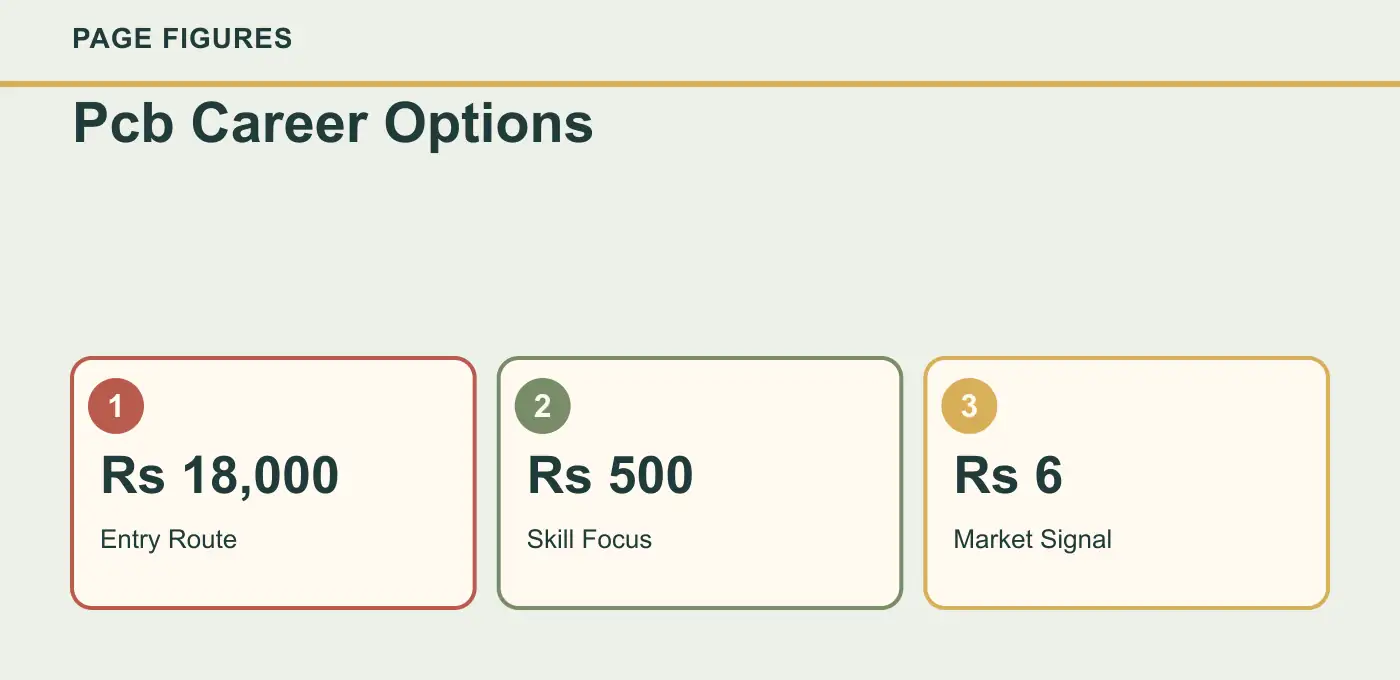 PAGE FIGURES
Pcb Career Options
1
Rs 18,000
Entry Route
2
Rs 500
Skill Focus
3
Rs 6
Market Signal